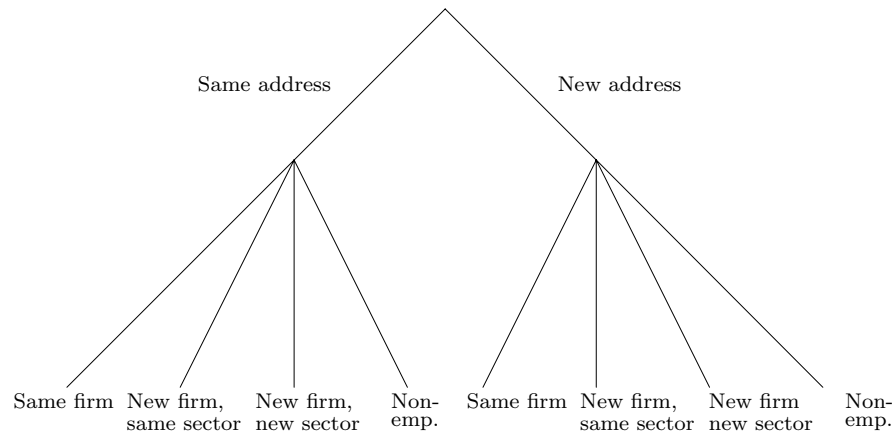 Same address
New address
Same firm
New firm,
same sector
New firm,
new sector
Non-
emp.
Same firm
New firm,
same sector
New firm
new sector
Non-
emp.